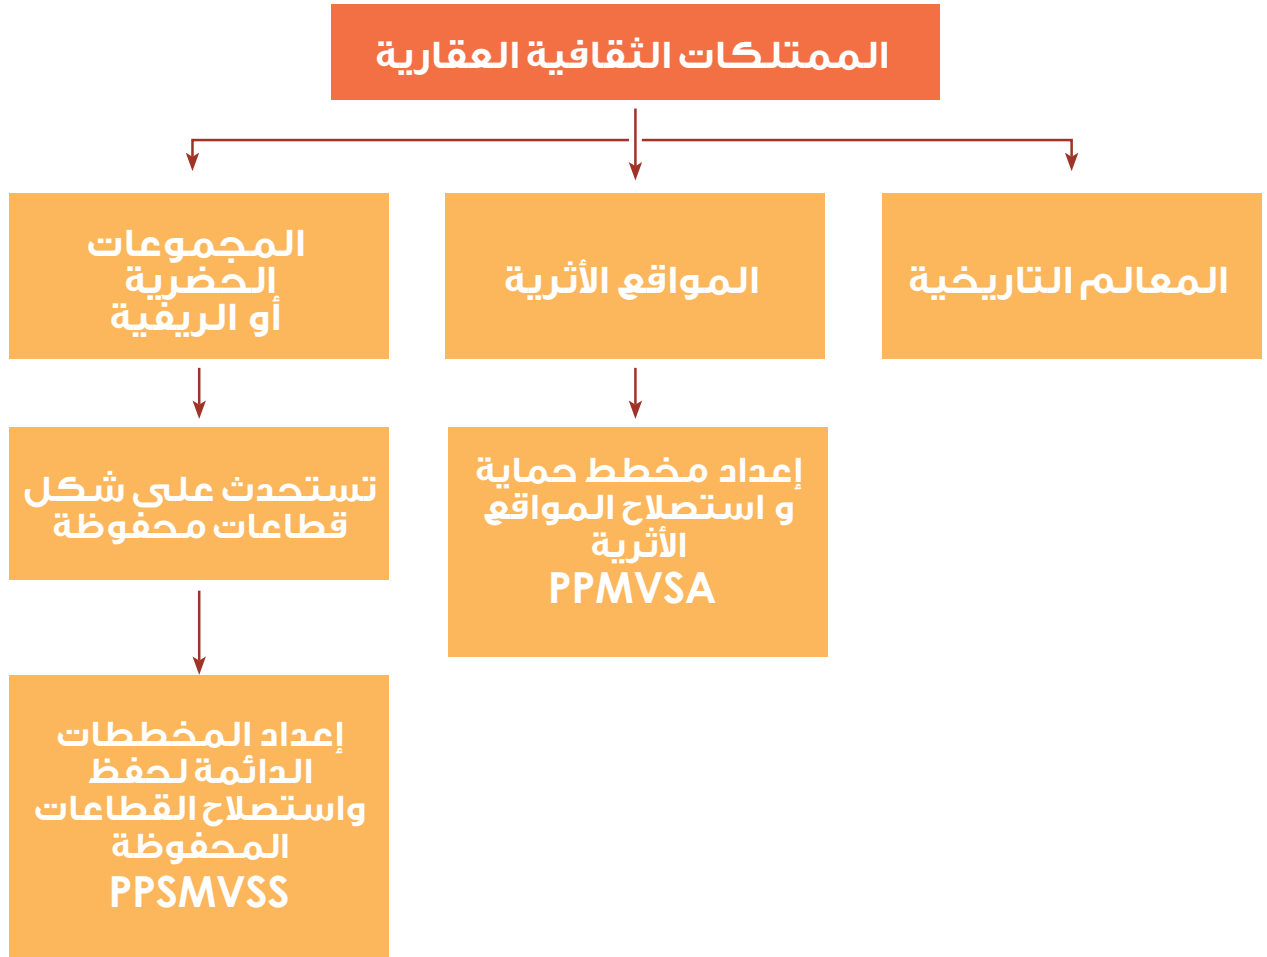 الممتلكات الثقافية العقارية
المعالم التاريخية
المواقع الأثرية
المجموعات
الحضرية
أو الريفية
إعداد مخطط حماية
و استصلاح المواقع
الأثرية
PPMVSA
تستحدث على شكل
قطاعات محفوظة
إعداد المخططات
الدائمة لحفظ
واستصلاح القطاعات
المحفوظة
PPSMVSS